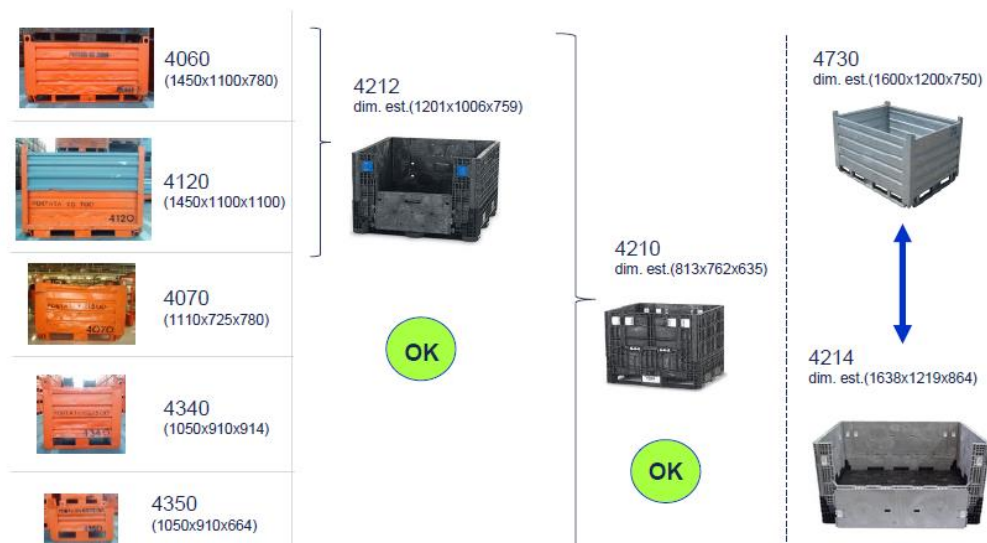 4060
(1450x1100x780)
4120
(1450x1100x1100)
4120
4070
(1110x725x780)
4070
4340
(1050x910x914)
4350
(1050x910x664)
4212
dim. est.(1201x1006x759)
OK
4210
dim. est.(813x762x635)
OK
4730
dim. est.(1600x1200x750)
4214
dim. est.(1638x1219x864)